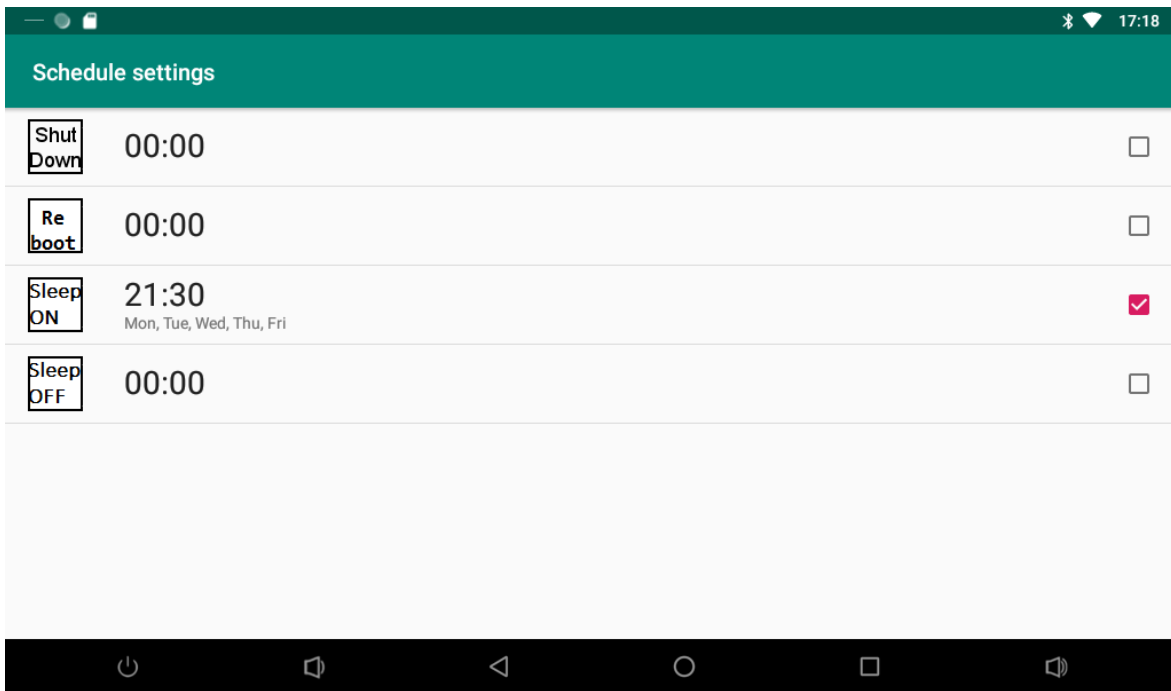 17:18
Schedule settings
Shut
Down
00:00
Re
boot
00:00
Sleep
ON
21:30
Mon, Tue, Wed, Thu, Fri
Sleep
OFF
00:00